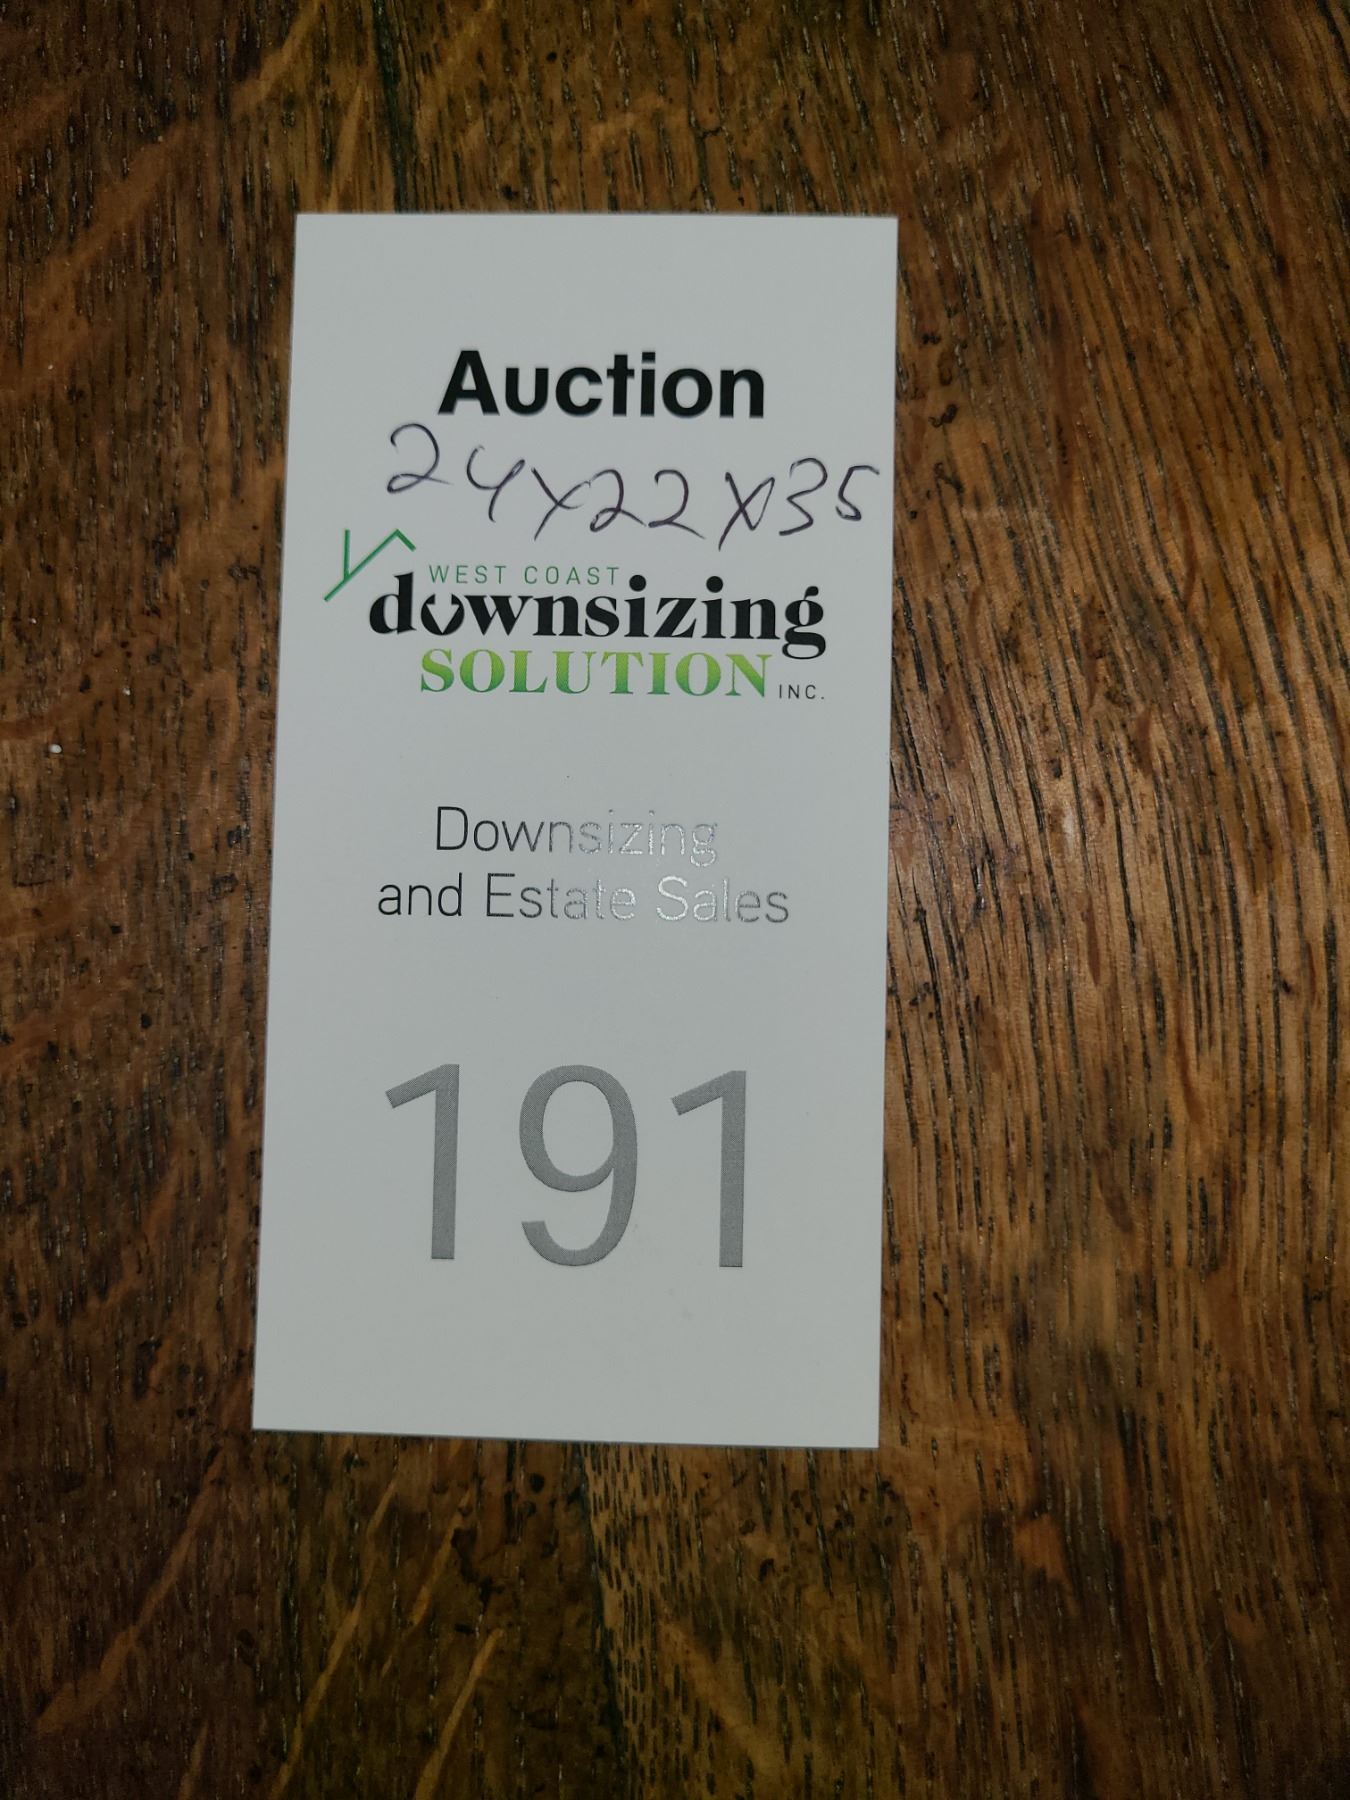 Auction
24x22x35
WEST COAST
downsizing
SOLUTION INC.
Downsizing
and Estate Sales
191